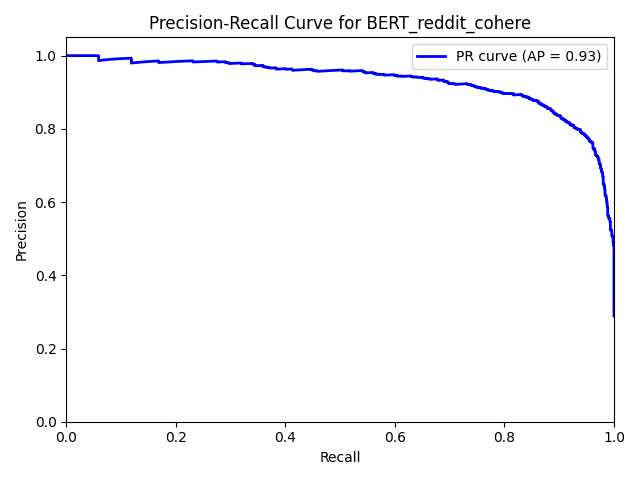 Precision-Recall Curve for BERT_reddit_cohere
PR curve (AP = 0.93)
1.0
0.8
0.6
0.4
0.2
0.0
Precision
0.0 0.2 0.4 0.6 0.8 1.0
Recall